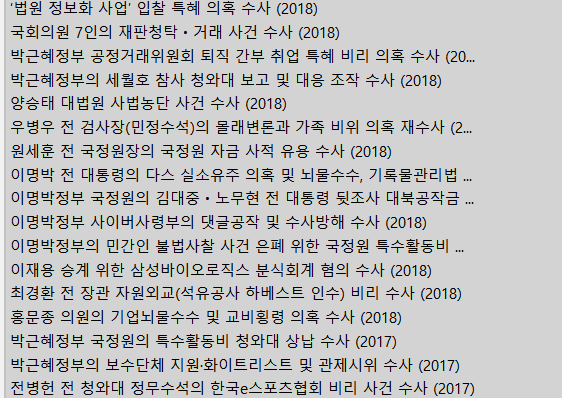 '법원 정보화 사업' 입찰 특혜 의혹 수사 (2018)
국회의원 7인의 재판청탁·거래 사건 수사 (2018)
박근혜정부 공정거래위원회 퇴직 간부 취업 특혜 비리 의혹 수사 (20...
박근혜정부의 세월호 참사 청와대 보고 및 대응 조작 수사 (2018)
양승태 대법원 사법농단 사건 수사 (2018)
우병우 전 검사장(민정수석)의 몰래변론과 가족 비위 의혹 재수사 (2...
원세훈 전 국정원장의 국정원 자금 사적 유용 수사 (2018)
이명박 전 대통령의 다스 실소유주 의혹 및 뇌물수수, 기록물관리법 ...
이명박정부 국정원의 김대중·노무현 전 대통령 뒷조사 대북공작금 ...
이명박정부 사이버사령부의 댓글공작 및 수사방해 수사 (2018)
이명박정부의 민간인 불법사찰 사건 은폐 위한 국정원 특수활동비 ...
이재용 승계 위한 삼성바이오로직스 분식회계 혐의 수사 (2018)
최경환 전 장관 자원외교(석유공사 하베스트 인수) 비리 수사 (2018)
홍문종 의원의 기업뇌물수수 및 교비횡령 의혹 수사 (2018)
박근혜정부 국정원의 특수활동비 청와대 상납 수사 (2017)
박근혜정부의 보수단체 지원·화이트리스트 및 관제시위 수사 (2017)
전병헌 전 청와대 정무수석의 한국e스포츠협회 비리 사건 수사 (2017)